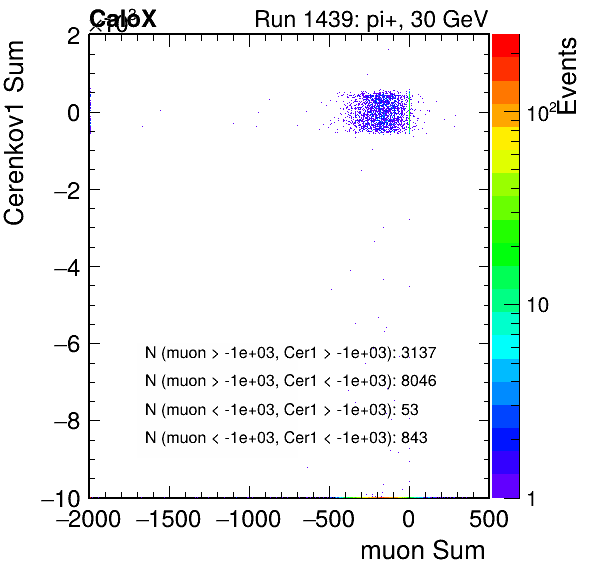 CaloX
×10³
Run 1439: pi+, 30 GeV
Cerenkov1 Sum
2
0
−2
−4
−6
−8
−10
N (muon > -1e+03, Cer1 > -1e+03): 3137
N (muon > -1e+03, Cer1 < -1e+03): 8046
N (muon < -1e+03, Cer1 > -1e+03): 53
N (muon < -1e+03, Cer1 < -1e+03): 843
−2000 −1500 −1000 −500 0 500
muon Sum
Events
10²
10
1